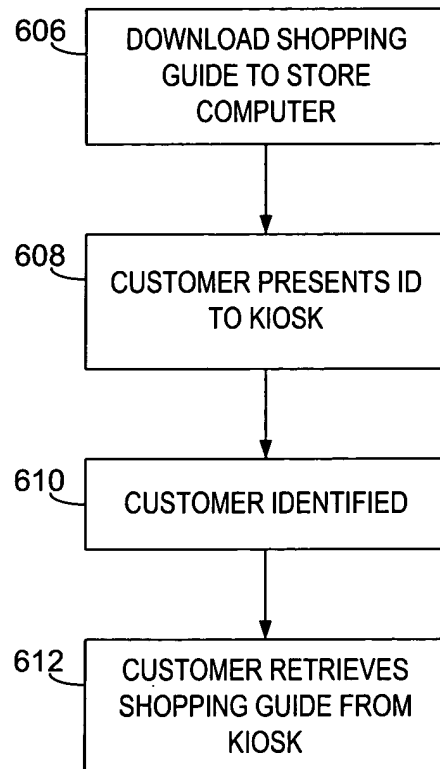 606
DOWNLOAD SHOPPING
GUIDE TO STORE
COMPUTER
608
CUSTOMER PRESENTS ID
TO KIOSK
610
CUSTOMER IDENTIFIED
612
CUSTOMER RETRIEVES
SHOPPING GUIDE FROM
KIOSK